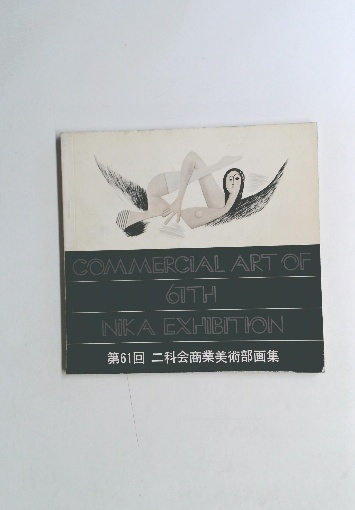 COMMERCIAL ART OF
61TH
NIKA EXHIBITION
第61回 二科会商業美術部画集